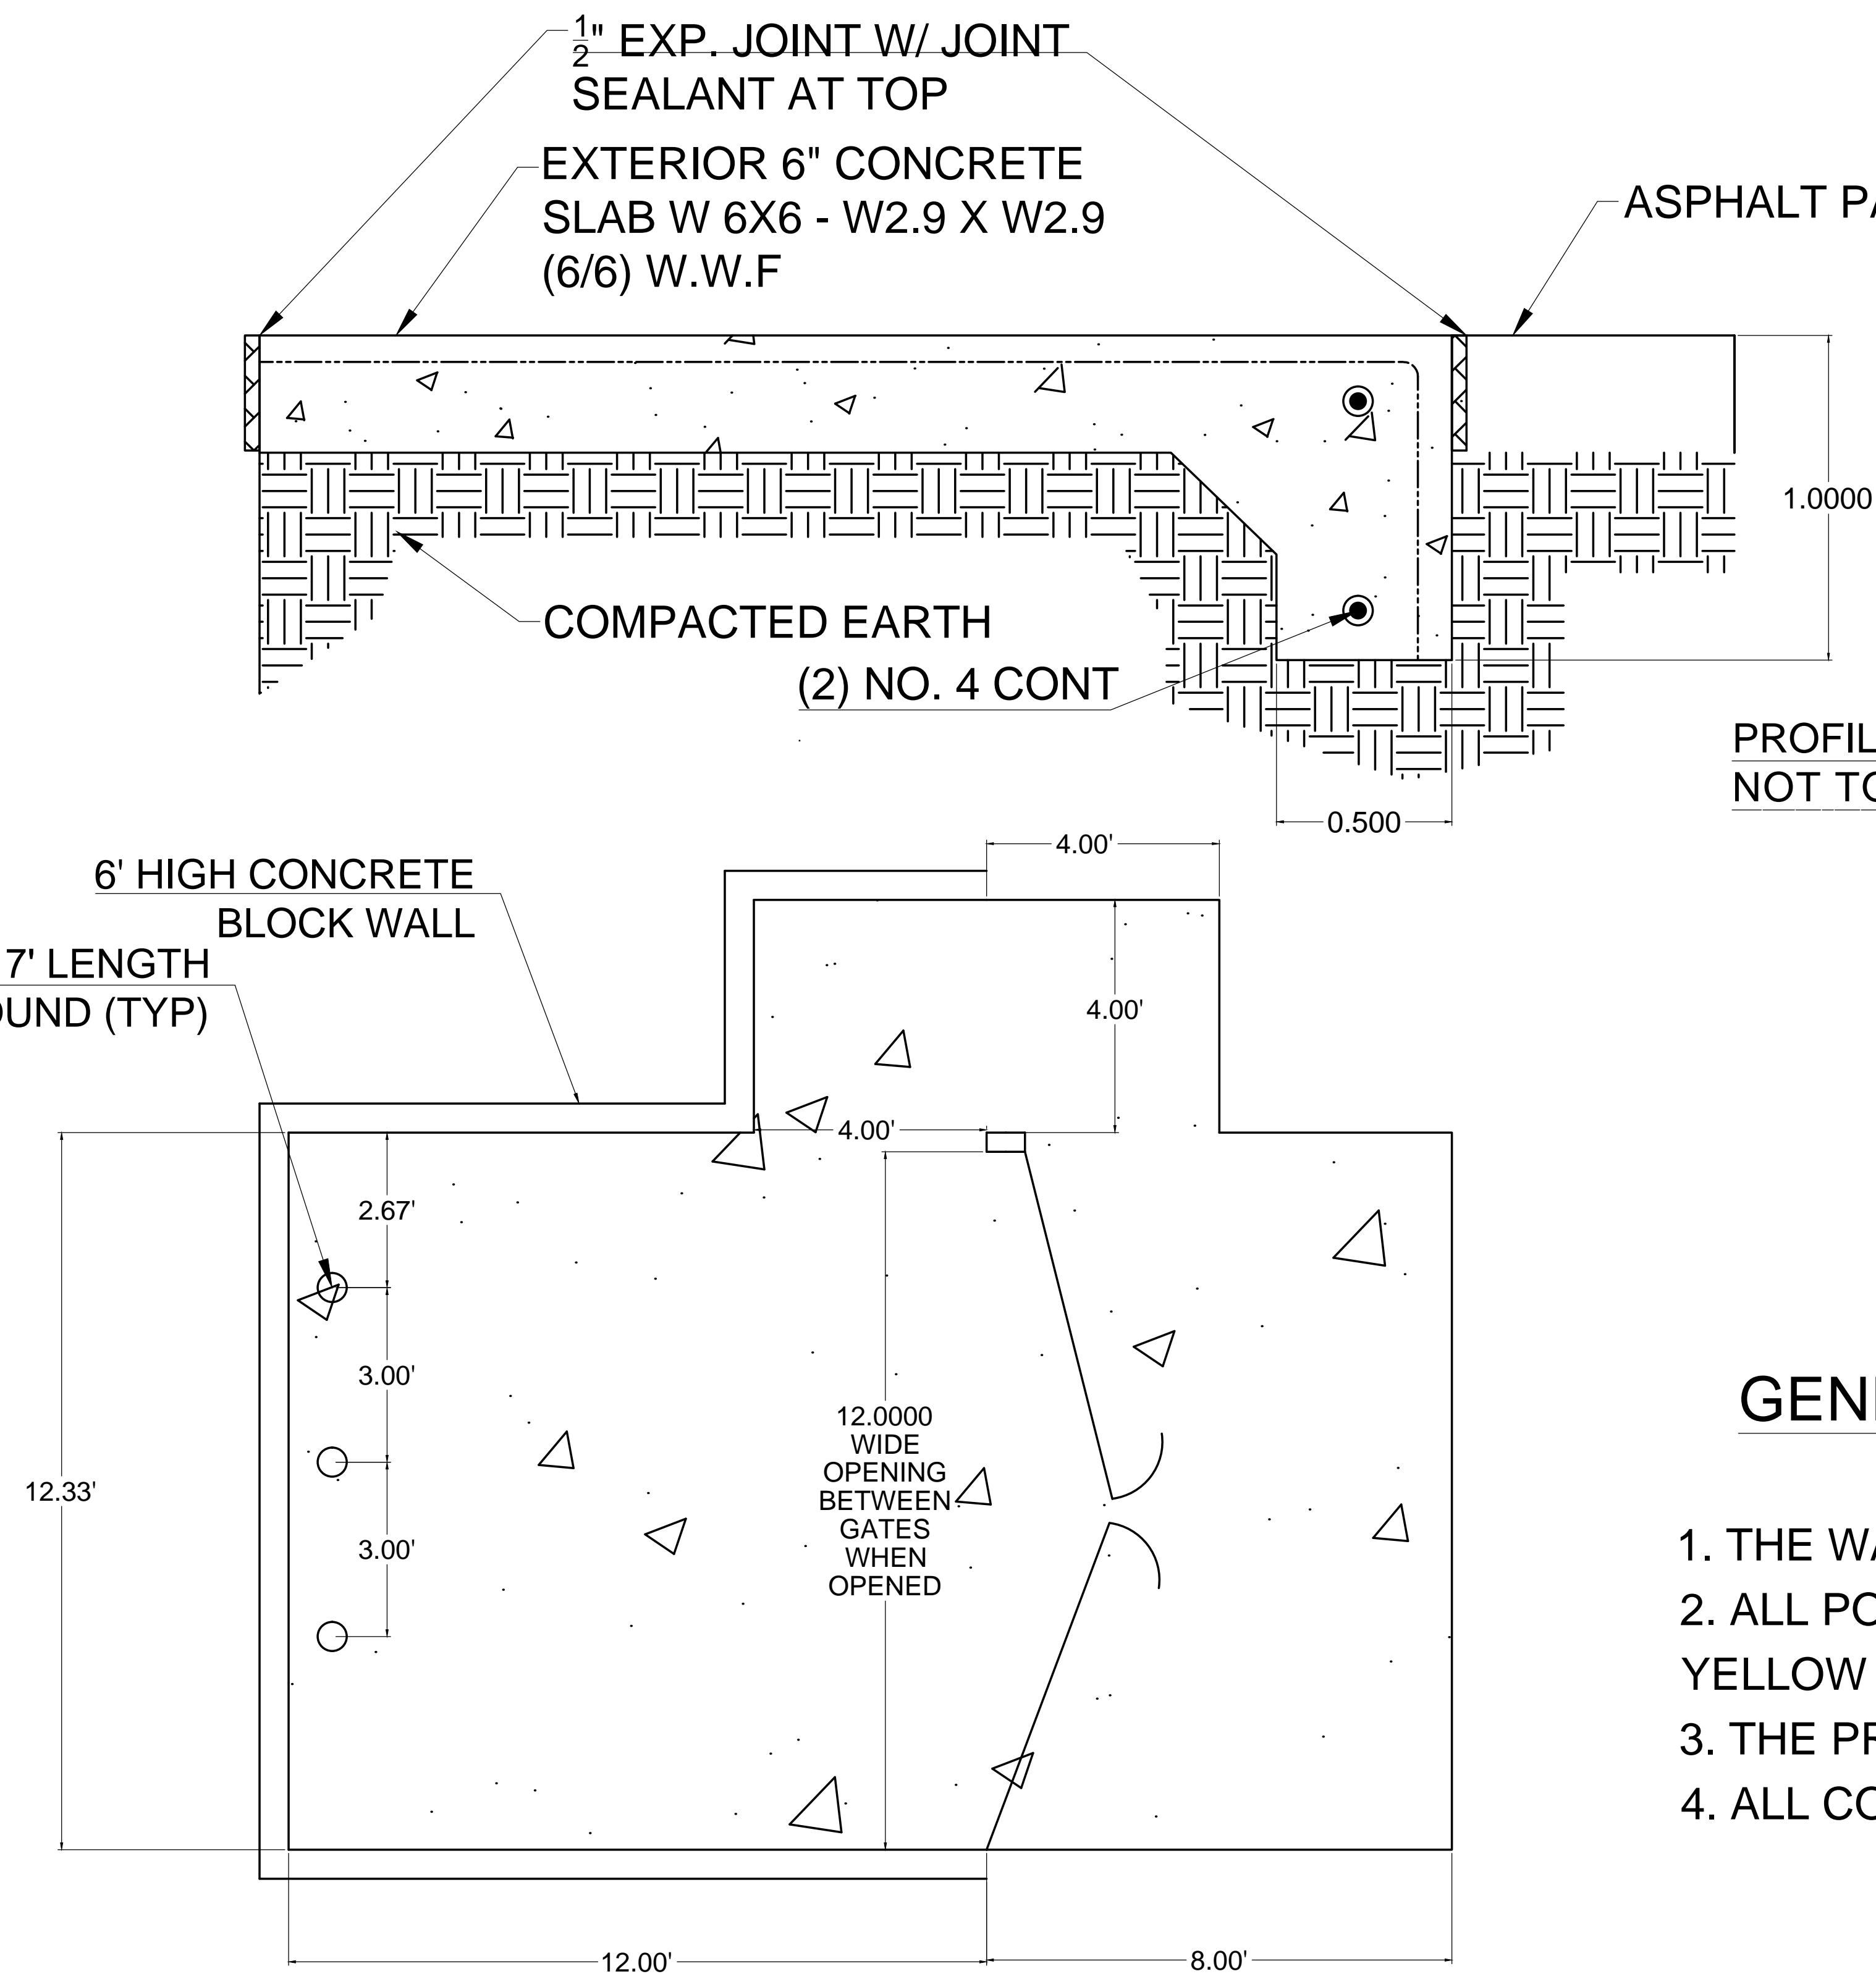 ½" EXP. JOINT W/ JOINT
SEALANT AT TOP
EXTERIOR 6" CONCRETE
SLAB W 6X6 - W2.9 X W2.9
(6/6) W.W.F
ASPHALT PA
1.0000
COMPACTED EARTH
(2) NO. 4 CONT
PROFIL
NOT TO
0.500
4.00'
6' HIGH CONCRETE
BLOCK WALL
7' LENGTH
OUND (TYP)
4.00'
4.00'
2.67'
3.00'
3.00'
12.33'
12.0000
WIDE
OPENING
BETWEEN
GATES
WHEN
OPENED
12.00'
8.00'
GEN
1. THE WA
2. ALL PO
YELLOW
3. THE PR
4. ALL CO